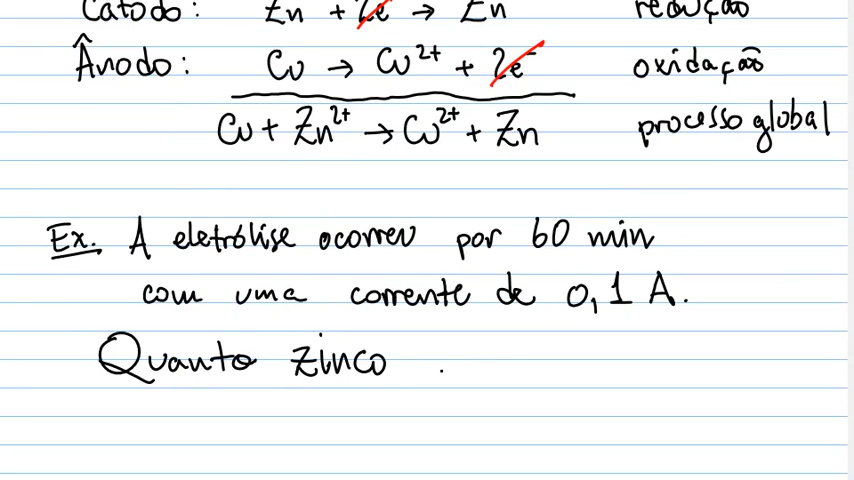 Cátodo: Zn + 2e → Zn redução
Ânodo: Cu → Cu²⁺ + 2e⁻ oxidação
Cu + Zn²⁺ → Cu²⁺ + Zn processo global
Ex. A eletrólise ocorreu por 60 min
com uma corrente de 0,1 A.
Quanto zinco